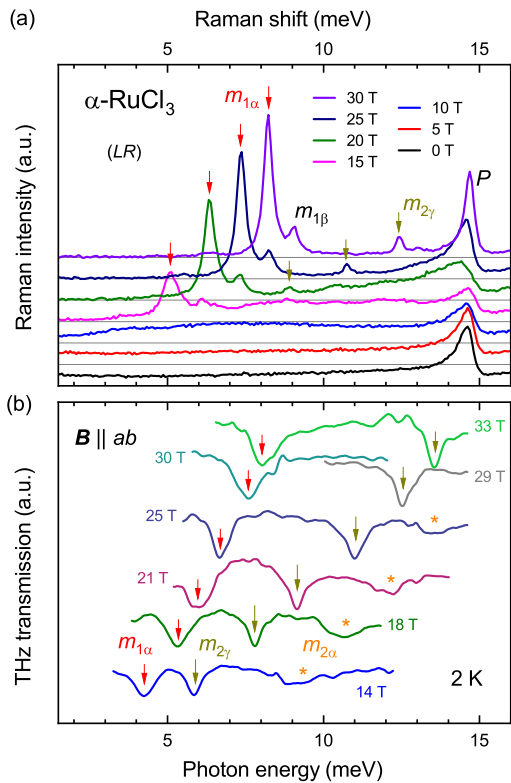 (a)
Raman shift (meV)
5 10 15
α-RuCl3
(LR)
m1α
30 T
25 T
20 T
15 T
10 T
5 T
0 T
m1β
m2γ
P
Raman intensity (a.u.)
(b)
B || ab
33 T
30 T
29 T
25 T
*
21 T
*
18 T
*
m1α
m2γ
m2α
*
14 T
2 K
THz transmission (a.u.)
5 10 15
Photon energy (meV)